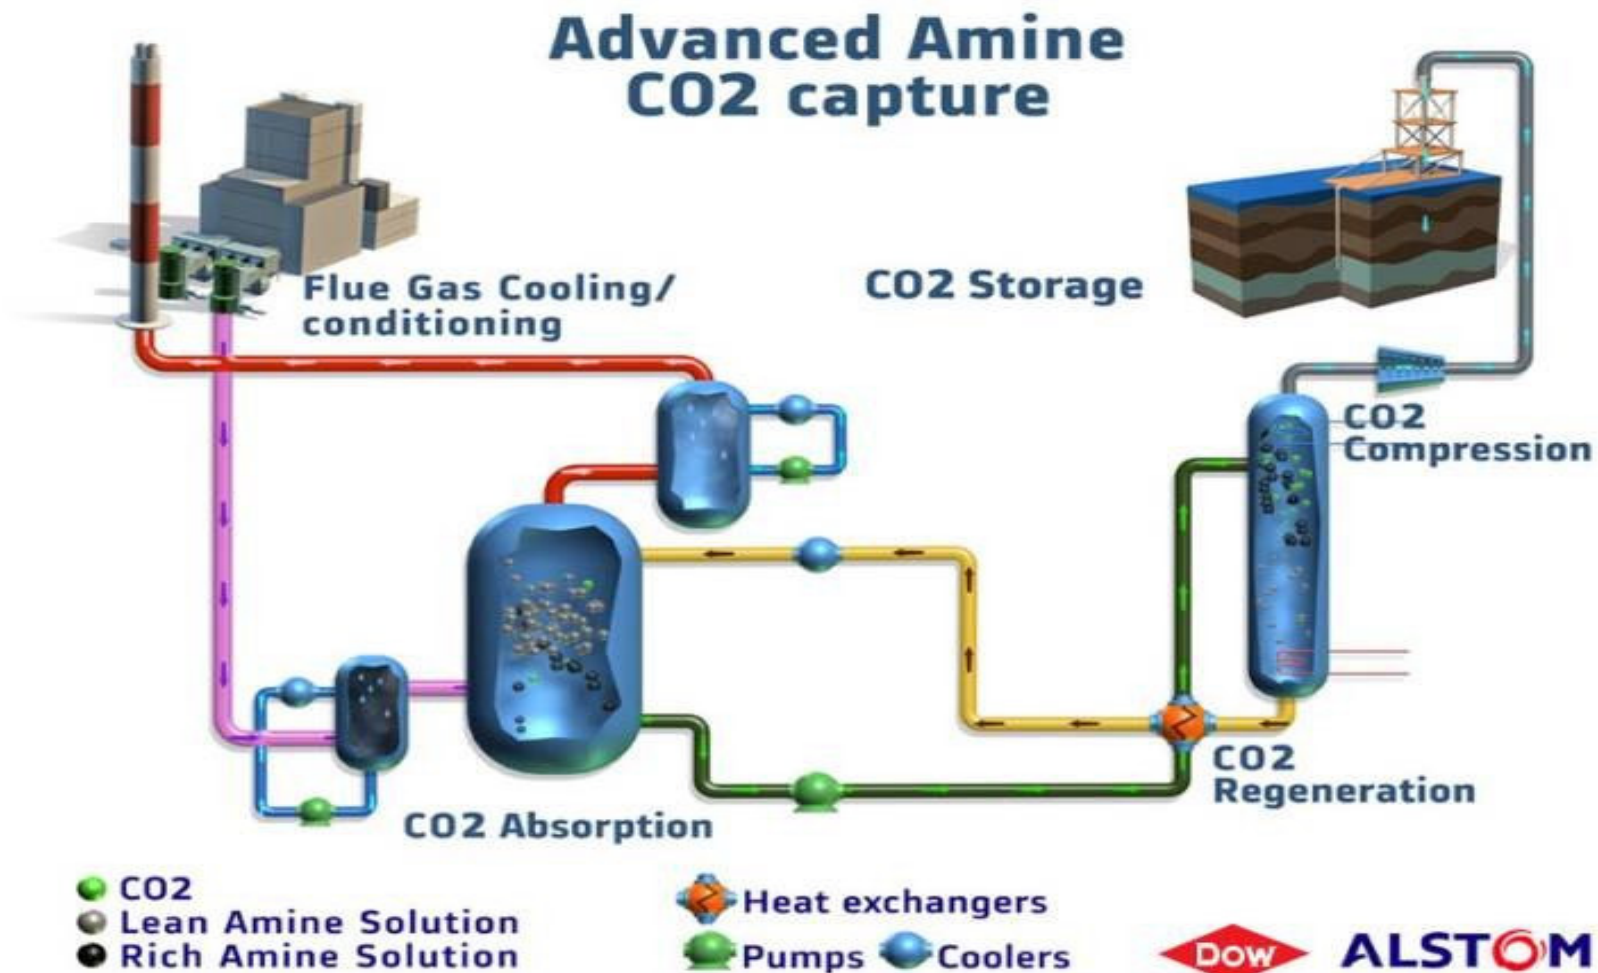 Advanced Amine
CO2 capture
Flue Gas Cooling/
conditioning
CO2 Storage
CO2
Compression
CO2
Regeneration
CO2 Absorption
CO2
Lean Amine Solution
Rich Amine Solution
Heat exchangers
Pumps
Coolers
DOW
ALSTOM